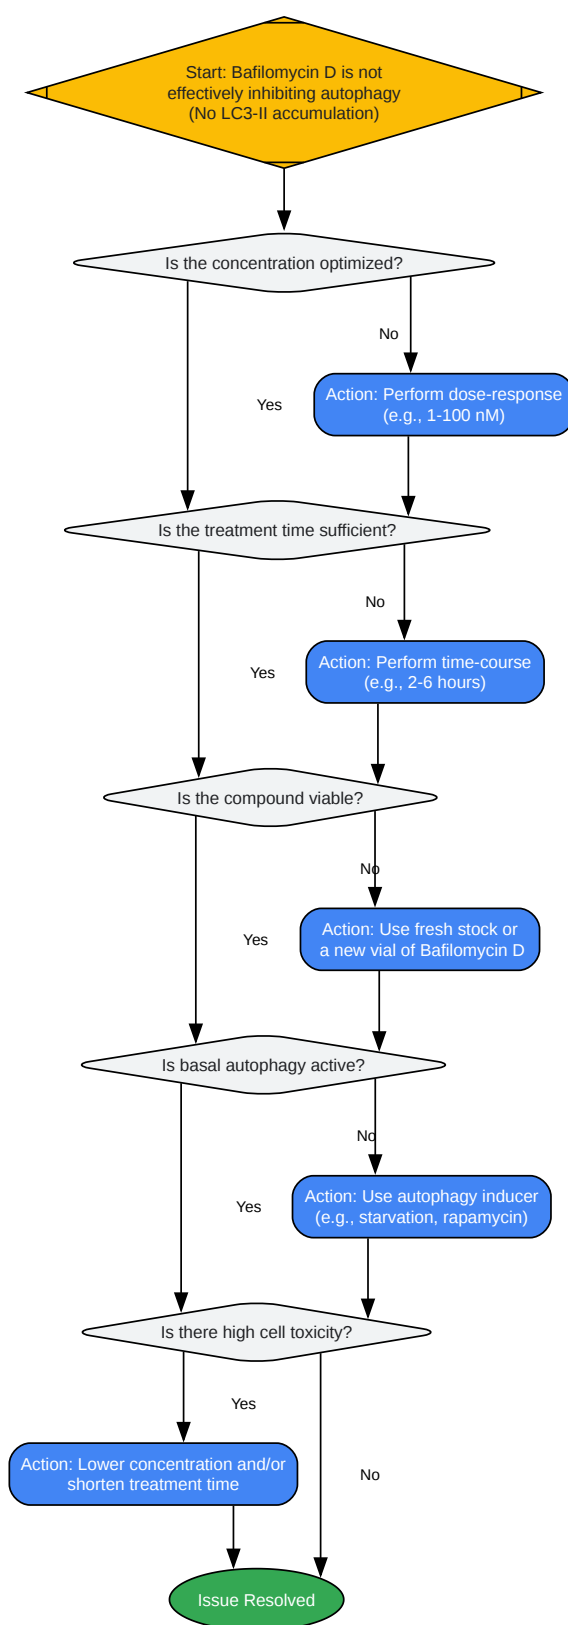 Start: Bafilomycin D is not
effectively inhibiting autophagy
(No LC3-II accumulation)
Is the concentration optimized?
No
Yes
Action: Perform dose-response
(e.g., 1-100 nM)
Is the treatment time sufficient?
No
Yes
Action: Perform time-course
(e.g., 2-6 hours)
Is the compound viable?
No
Yes
Action: Use fresh stock or
a new vial of Bafilomycin D
Is basal autophagy active?
No
Yes
Action: Use autophagy inducer
(e.g., starvation, rapamycin)
Is there high cell toxicity?
Yes
Action: Lower concentration and/or
shorten treatment time
No
Issue Resolved